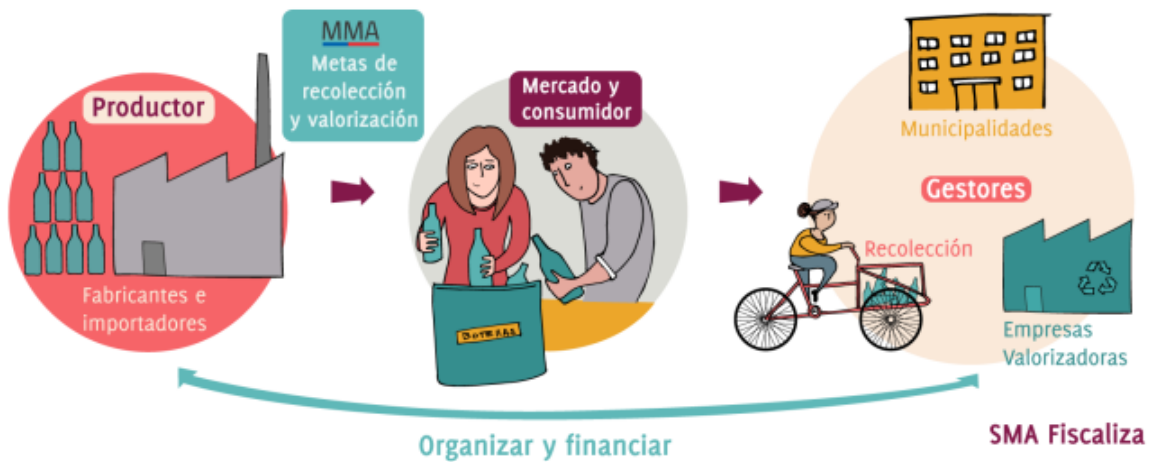 Productor
Fabricantes e
importadores
MMA
Metas de
recolección
y valorización
Mercado y
consumidor
BOTELLAS
Municipalidades
Gestores
Recolección
Empresas
Valorizadoras
Organizar y financiar
SMA Fiscaliza